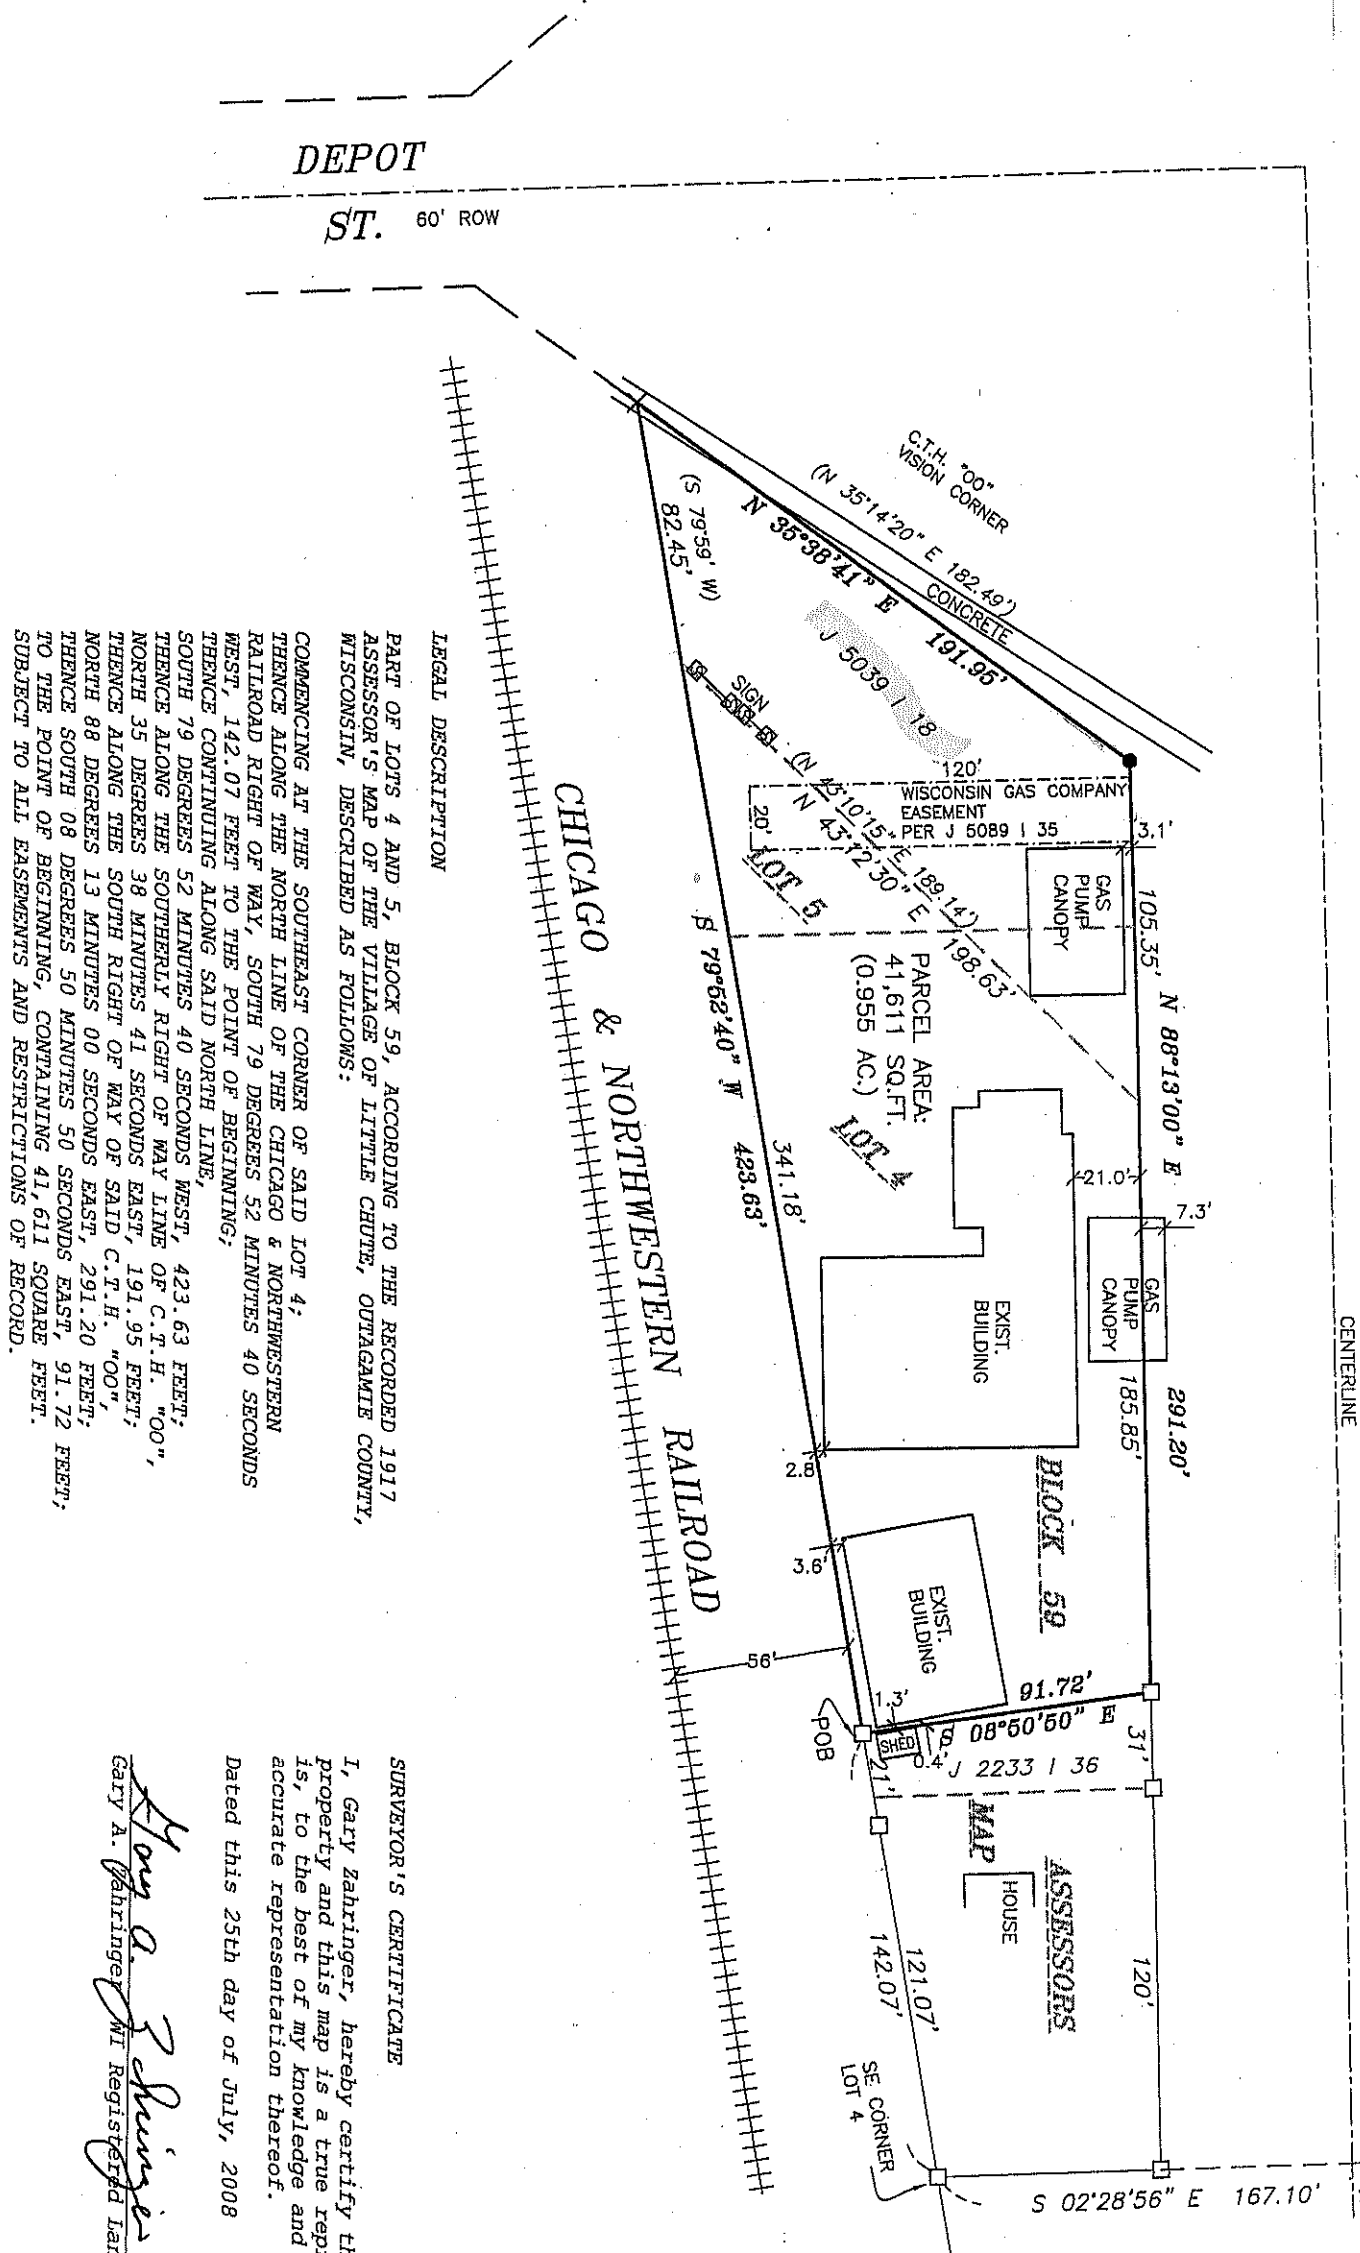 CENTERLINE
DEPOT
ST. 60' ROW
C.T.H. "OO"
VISION CORNER
(N 35°14'20" E 182.49')
CONCRETE
N 35°38'41" E 191.95'
J 5039 I 18
(S 79°59' W)
82.45'
SIGN
120'
WISCONSIN GAS COMPANY
EASEMENT
PER J 5089 I 35
20'
3.1'
(N 43°10'15" E 189.14')
N 43°12'30" E 198.63'
LOT 5
GAS
PUMP
CANOPY
105.35'
N 88°13'00" E 291.20'
PARCEL AREA:
41,611 SQ.FT.
(0.955 AC.)
LOT 4
21.0'
7.3'
GAS
PUMP
CANOPY
185.85'
EXIST.
BUILDING
341.18'
S 79°52'40" W 423.63'
BLOCK 59
2.8'
3.6'
EXIST.
BUILDING
56'
1.3'
91.72'
S 08°50'50" E
SHED
0.4'
POB
21'
31'
J 2233 I 36
ASSESSORS
MAP
HOUSE
120'
121.07'
142.07'
SE CORNER
LOT 4
S 02°28'56" E 167.10'
CHICAGO & NORTHWESTERN RAILROAD
LEGAL DESCRIPTION
PART OF LOTS 4 AND 5, BLOCK 59, ACCORDING TO THE RECORDED 1917
ASSESSOR'S MAP OF THE VILLAGE OF LITTLE CHUTE, OUTAGAMIE COUNTY,
WISCONSIN, DESCRIBED AS FOLLOWS:
COMMENCING AT THE SOUTHEAST CORNER OF SAID LOT 4;
THENCE ALONG THE NORTH LINE OF THE CHICAGO & NORTHWESTERN
RAILROAD RIGHT OF WAY, SOUTH 79 DEGREES 52 MINUTES 40 SECONDS
WEST, 142.07 FEET TO THE POINT OF BEGINNING;
THENCE CONTINUING ALONG SAID NORTH LINE,
SOUTH 79 DEGREES 52 MINUTES 40 SECONDS WEST, 423.63 FEET;
THENCE ALONG THE SOUTHERLY RIGHT OF WAY LINE OF C.T.H. "OO",
NORTH 35 DEGREES 38 MINUTES 41 SECONDS EAST, 191.95 FEET;
THENCE ALONG THE SOUTH RIGHT OF WAY OF SAID C.T.H. "OO",
NORTH 88 DEGREES 13 MINUTES 00 SECONDS EAST, 291.20 FEET;
THENCE SOUTH 08 DEGREES 50 MINUTES 50 SECONDS EAST, 91.72 FEET;
TO THE POINT OF BEGINNING, CONTAINING 41,611 SQUARE FEET.
SUBJECT TO ALL EASEMENTS AND RESTRICTIONS OF RECORD.
SURVEYOR'S CERTIFICATE
I, Gary Zahringer, hereby certify th
property and this map is a true rep
is, to the best of my knowledge and
accurate representation thereof.
Dated this 25th day of July, 2008
Gary A. Zahringer
Gary A. Zahringer WI Registered Lan